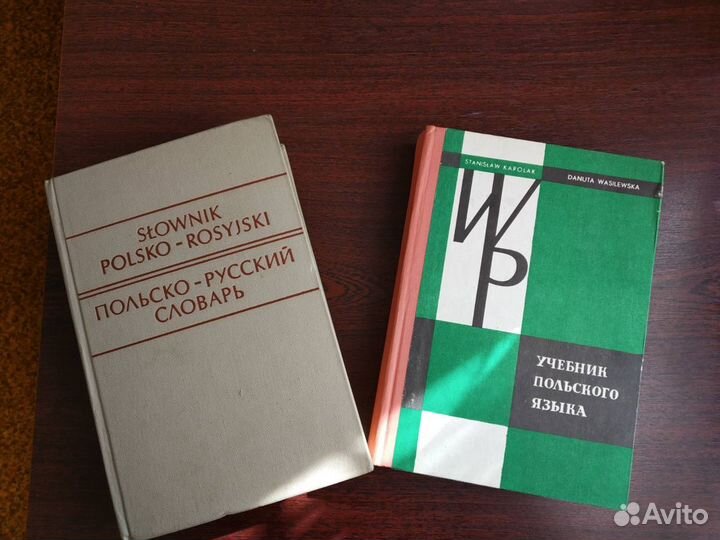 SŁOWNIK
POLSKO-ROSYJSKI
ПОЛЬСКО-РУССКИЙ
СЛОВАРЬ
STANISŁAW KAROLAK
DANUTA WASILEWSKA
WP
УЧЕБНИК
ПОЛЬСКОГО
ЯЗЫКА
Avito